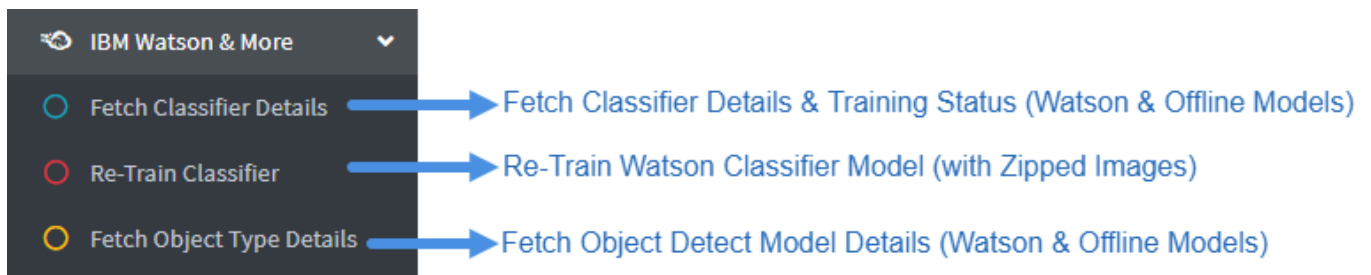 IBM Watson & More
Fetch Classifier Details
Fetch Classifier Details & Training Status (Watson & Offline Models)
Re-Train Classifier
Re-Train Watson Classifier Model (with Zipped Images)
Fetch Object Type Details
Fetch Object Detect Model Details (Watson & Offline Models)